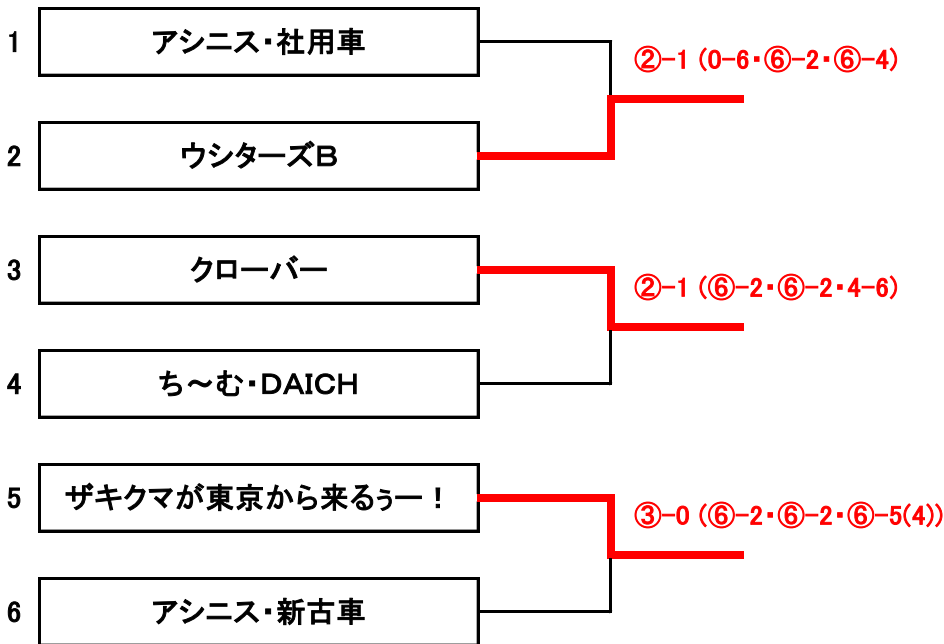 1 アシニス・社用車
②-1 (0-6・⑥-2・⑥-4)
2 ウシターズB
3 クローバー
②-1 (⑥-2・⑥-2・4-6)
4 ち～む・DAICH
5 ザキクマが東京から来るぅー！
③-0 (⑥-2・⑥-2・⑥-5(4))
6 アシニス・新古車